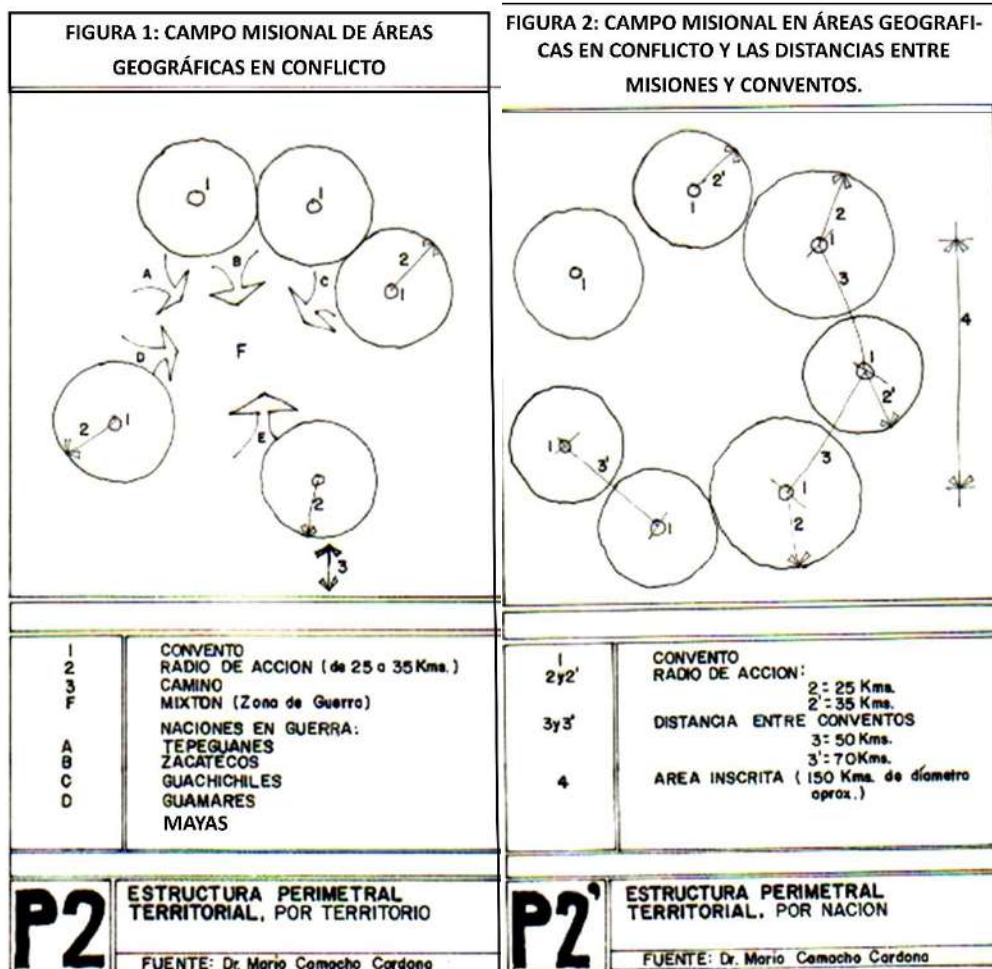 FIGURA 1: CAMPO MISIONAL DE ÁREAS
GEOGRÁFICAS EN CONFLICTO
1
1
2
1
A
B
C
D
F
2
1
E
2
3
1 CONVENTO
2 RADIO DE ACCION (de 25 a 35 Kms.)
3 CAMINO
F MIXTON (Zona de Guerra)
NACIONES EN GUERRA:
A TEPEGUANES
B ZACATECOS
C GUACHICHILES
D GUAMARES
MAYAS
P2
ESTRUCTURA PERIMETRAL
TERRITORIAL, POR TERRITORIO
FUENTE: Dr. Mario Camacho Cardona
FIGURA 2: CAMPO MISIONAL EN ÁREAS GEOGRAFI-
CAS EN CONFLICTO Y LAS DISTANCIAS ENTRE
MISIONES Y CONVENTOS.
2'
1
2
1
1
3
4
1
2'
1
3'
3
1
1
2
1 CONVENTO
2y2' RADIO DE ACCION:
2= 25 Kms.
2'= 35 Kms.
3y3' DISTANCIA ENTRE CONVENTOS
3= 50 Kms.
3'= 70 Kms.
4 AREA INSCRITA (150 Kms. de diámetro
aprox.)
P2'
ESTRUCTURA PERIMETRAL
TERRITORIAL, POR NACION
FUENTE: Dr. Mario Camacho Cardona